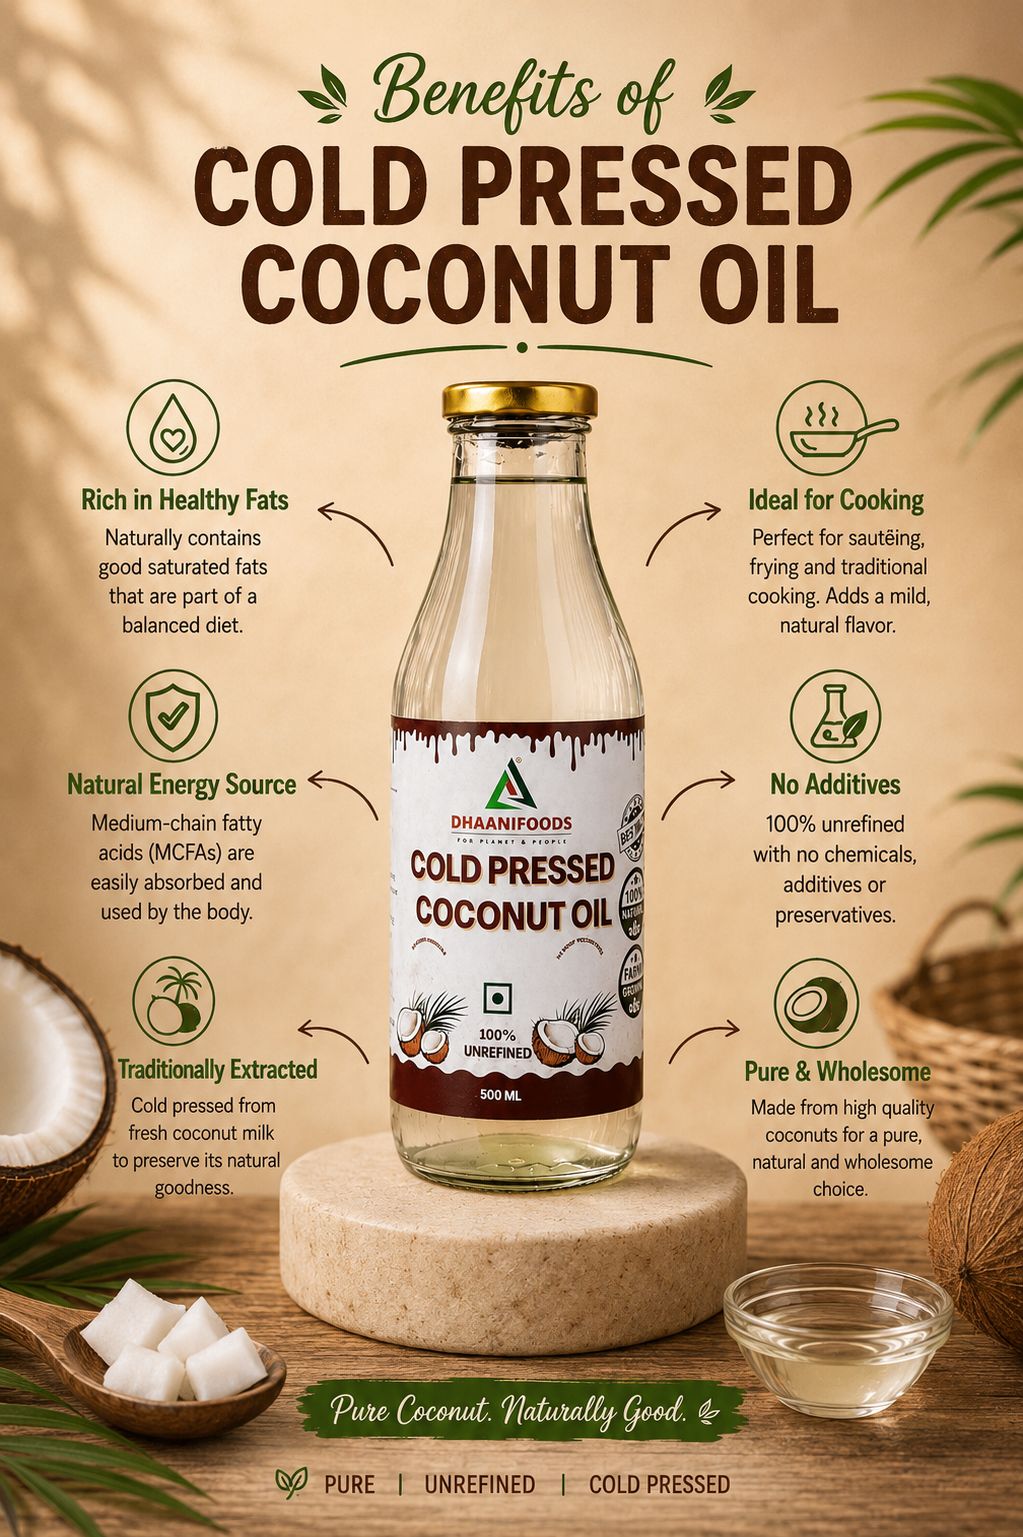 Benefits of
COLD PRESSED
COCONUT OIL
Rich in Healthy Fats
Naturally contains
good saturated fats
that are part of a
balanced diet.
Natural Energy Source
Medium-chain fatty
acids (MCFAs) are
easily absorbed and
used by the body.
Traditionally Extracted
Cold pressed from
fresh coconut milk
to preserve its natural
goodness.
Ideal for Cooking
Perfect for sautëing,
frying and traditional
cooking. Adds a mild,
natural flavor.
No Additives
100% unrefined
with no chemicals,
additives or
preservatives.
Pure & Wholesome
Made from high quality
coconuts for a pure,
natural and wholesome
choice.
DHAANIFOODS
FOR PLANET & PEOPLE
COLD PRESSED
COCONUT OIL
100%
UNREFINED
500 ML
100%
Pure Coconut. Naturally Good.
PURE | UNREFINED | COLD PRESSED